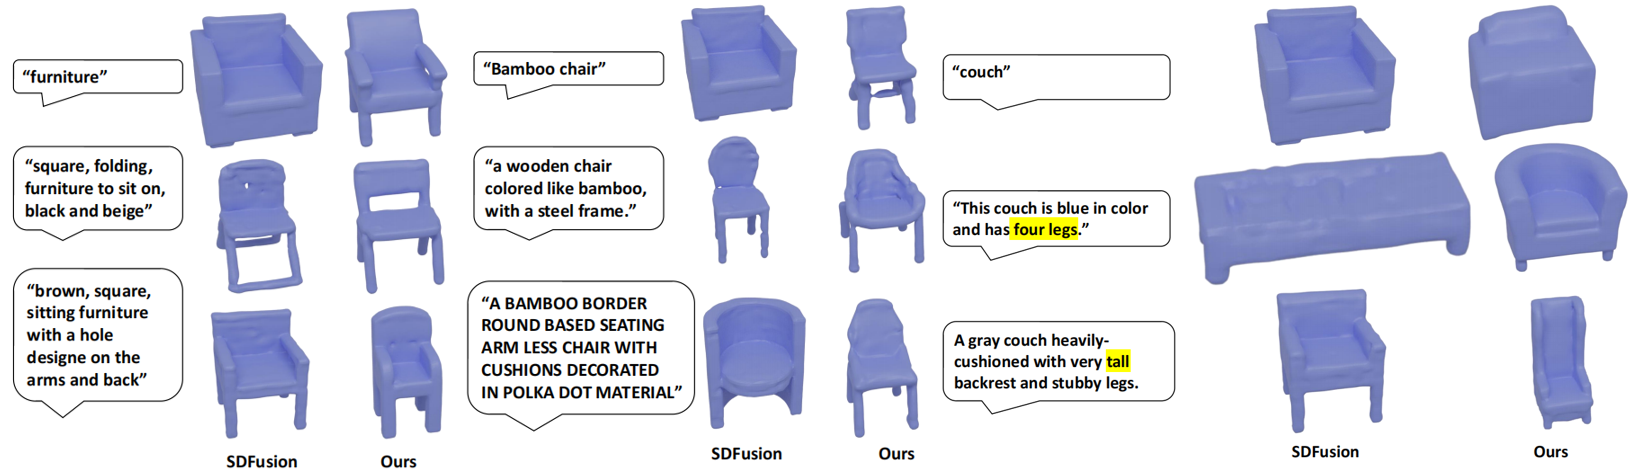 “furniture”
“square, folding,
furniture to sit on,
black and beige”
“brown, square,
sitting furniture
with a hole
designe on the
arms and back”
SDFusion
Ours
“Bamboo chair”
“a wooden chair
colored like bamboo,
with a steel frame.”
“A BAMBOO BORDER
ROUND BASED SEATING
ARM LESS CHAIR WITH
CUSHIONS DECORATED
IN POLKA DOT MATERIAL”
SDFusion
Ours
“couch”
“This couch is blue in color
and has four legs.”
A gray couch heavily-
cushioned with very tall
backrest and stubby legs.
SDFusion
Ours